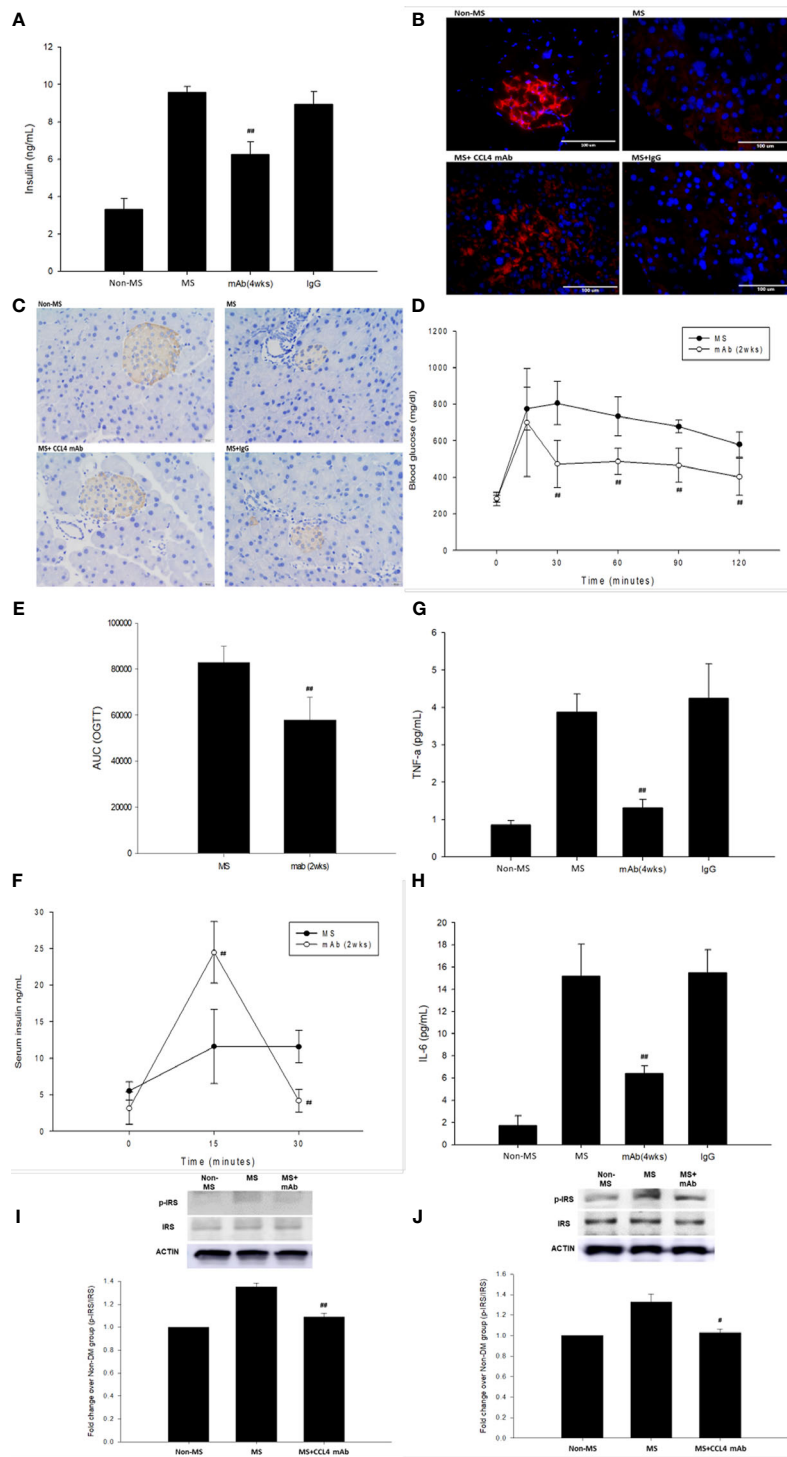 A
12
10
8
6
4
2
0
Insulin (ng/mL)
##
Non-MS
MS
mAb(4wks)
IgG
B
Non-MS
MS
100 um
100 um
MS+ CCL4 mAb
MS+IgG
100 um
100 um
C
Non-MS
MS
MS+ CCL4 mAb
MS+IgG
D
1200
1000
800
600
400
200
0
Blood glucose (mg/dl)
MS
mAb (2wks)
##
##
##
##
0
30
60
90
120
Time (minutes)
E
100000
80000
60000
40000
20000
0
AUC (OGTT)
##
MS
mab (2wks)
G
6
5
4
3
2
1
0
TNF-a (pg/mL)
##
Non-MS
MS
mAb(4wks)
IgG
F
30
25
20
15
10
5
0
Serum insulin ng/mL
MS
mAb (2wks)
##
##
0
15
30
Time (minutes)
H
20
18
16
14
12
10
8
6
4
2
0
IL-6 (pg/mL)
##
Non-MS
MS
mAb(4wks)
IgG
I
Non-
MS
MS
MS+
mAb
p-IRS
IRS
ACTIN
1.4
1.2
1.0
0.8
0.6
0.4
0.2
0.0
Fold change over Non-DM group (p-IRS/IRS)
##
Non-MS
MS
MS+CCL4 mAb
J
Non-
MS
MS
MS+
mAb
p-IRS
IRS
ACTIN
1.6
1.4
1.2
1.0
0.8
0.6
0.4
0.2
0.0
Fold change over Non-DM group (p-IRS/IRS)
#
Non-MS
MS
MS+CCL4 mAb